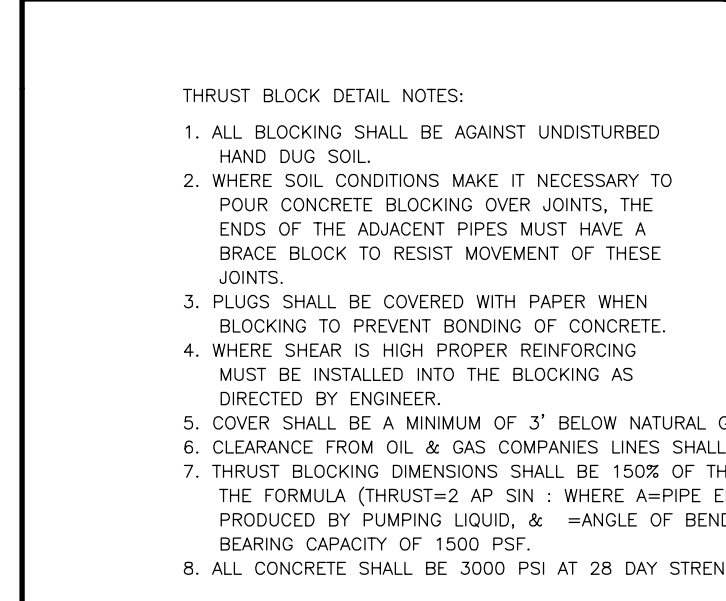 THRUST BLOCK DETAIL NOTES:
1. ALL BLOCKING SHALL BE AGAINST UNDISTURBED
HAND DUG SOIL.
2. WHERE SOIL CONDITIONS MAKE IT NECESSARY TO
POUR CONCRETE BLOCKING OVER JOINTS, THE
ENDS OF THE ADJACENT PIPES MUST HAVE A
BRACE BLOCK TO RESIST MOVEMENT OF THESE
JOINTS.
3. PLUGS SHALL BE COVERED WITH PAPER WHEN
BLOCKING TO PREVENT BONDING OF CONCRETE.
4. WHERE SHEAR IS HIGH PROPER REINFORCING
MUST BE INSTALLED INTO THE BLOCKING AS
DIRECTED BY ENGINEER.
5. COVER SHALL BE A MINIMUM OF 3' BELOW NATURAL
6. CLEARANCE FROM OIL & GAS COMPANIES LINES SHALL
7. THRUST BLOCKING DIMENSIONS SHALL BE 150% OF
THE FORMULA (THRUST=2 AP SIN : WHERE A=PIPE
PRODUCED BY PUMPING LIQUID, & =ANGLE OF BEND
BEARING CAPACITY OF 1500 PSF.
8. ALL CONCRETE SHALL BE 3000 PSI AT 28 DAY